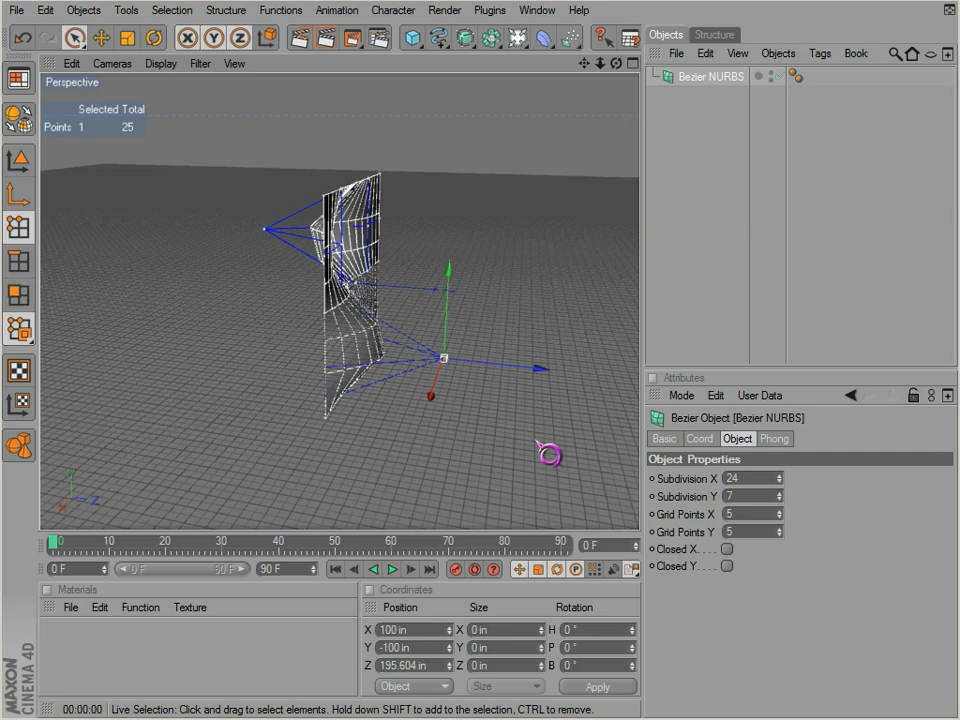 File Edit Objects Tools Selection Structure Functions Animation Character Render Plugins Window Help
Objects Structure
File Edit View Objects Tags Book
Edit Cameras Display Filter View
Bezier NURBS
Perspective
Selected Total
Points 1 25
Attributes
Mode Edit User Data
Bezier Object [Bezier NURBS]
Basic Coord. Object Phong
Object Properties
Subdivision X 24
Subdivision Y 7
Grid Points X 5
Grid Points Y 5
Closed X. . . .
Closed Y. . . .
Y
Z
X
0 10 20 30 40 50 60 70 80 90 0 F
0 F 0 F 90 F 90 F
Materials
File Edit Function Texture
Coordinates
Position Size Rotation
X 100 in X 0 in H 0 °
Y -100 in Y 0 in P 0 °
Z 195.604 in Z 0 in B 0 °
Object Size Apply
MAXON
CINEMA 4D
00:00:00 Live Selection: Click and drag to select elements. Hold down SHIFT to add to the selection, CTRL to remove.